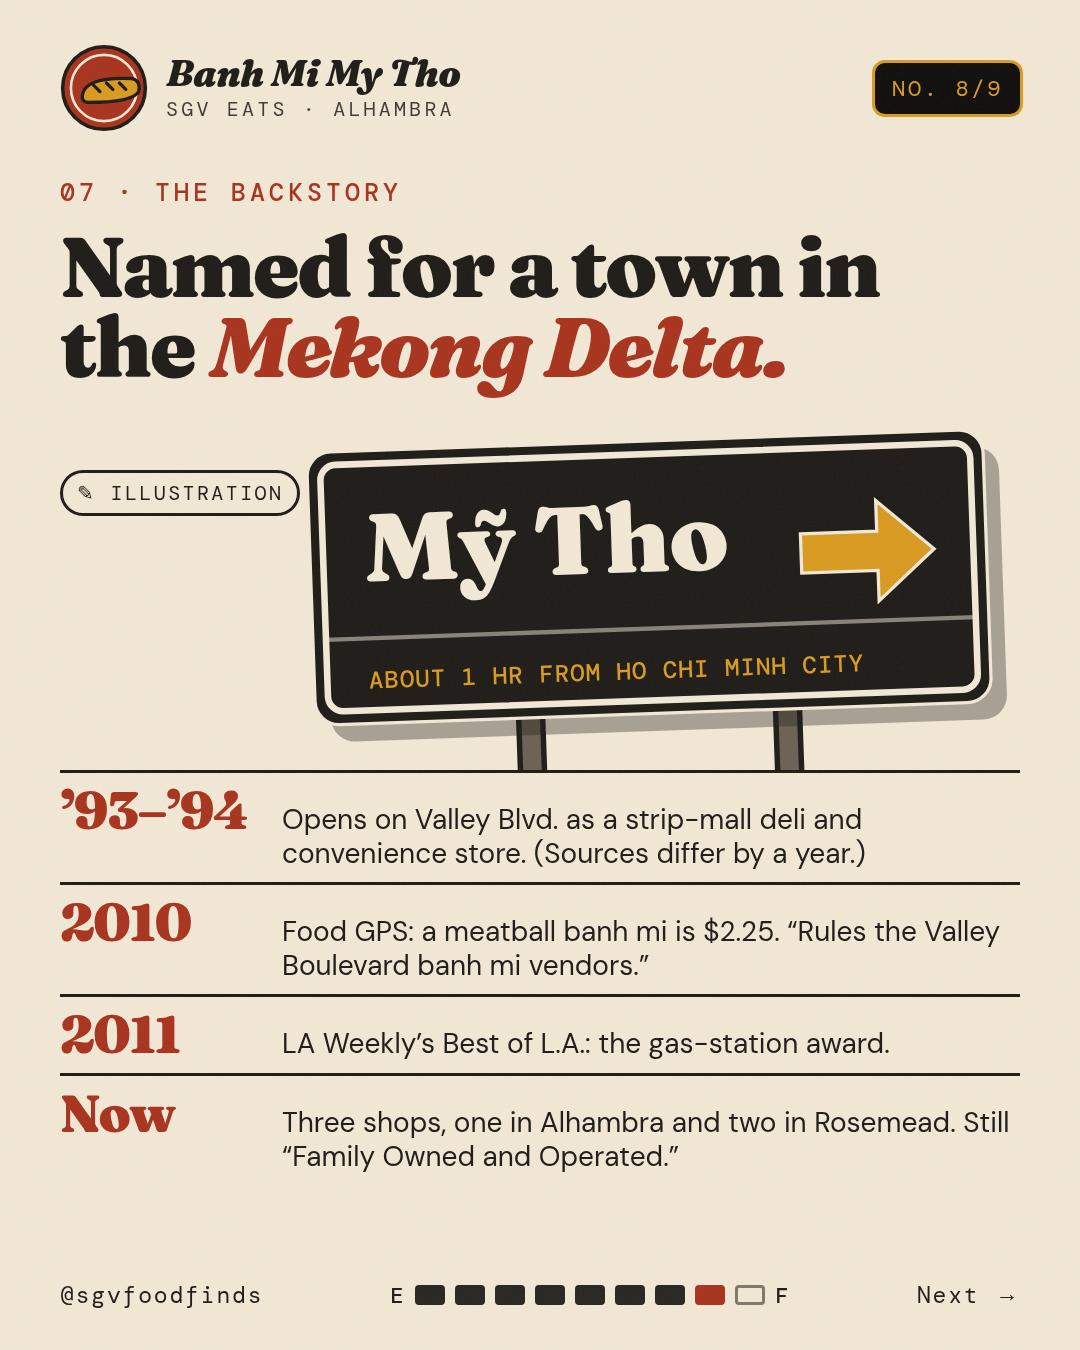 Banh Mi My Tho
SGV EATS · ALHAMBRA
NO. 8/9
07 · THE BACKSTORY
Named for a town in
the Mekong Delta.
✎ ILLUSTRATION
Mỹ Tho
ABOUT 1 HR FROM HO CHI MINH CITY
’93–’94
Opens on Valley Blvd. as a strip-mall deli and
convenience store. (Sources differ by a year.)
2010
Food GPS: a meatball banh mi is $2.25. “Rules the Valley
Boulevard banh mi vendors.”
2011
LA Weekly’s Best of L.A.: the gas-station award.
Now
Three shops, one in Alhambra and two in Rosemead. Still
“Family Owned and Operated.”
@sgvfoodfinds
E F
Next →